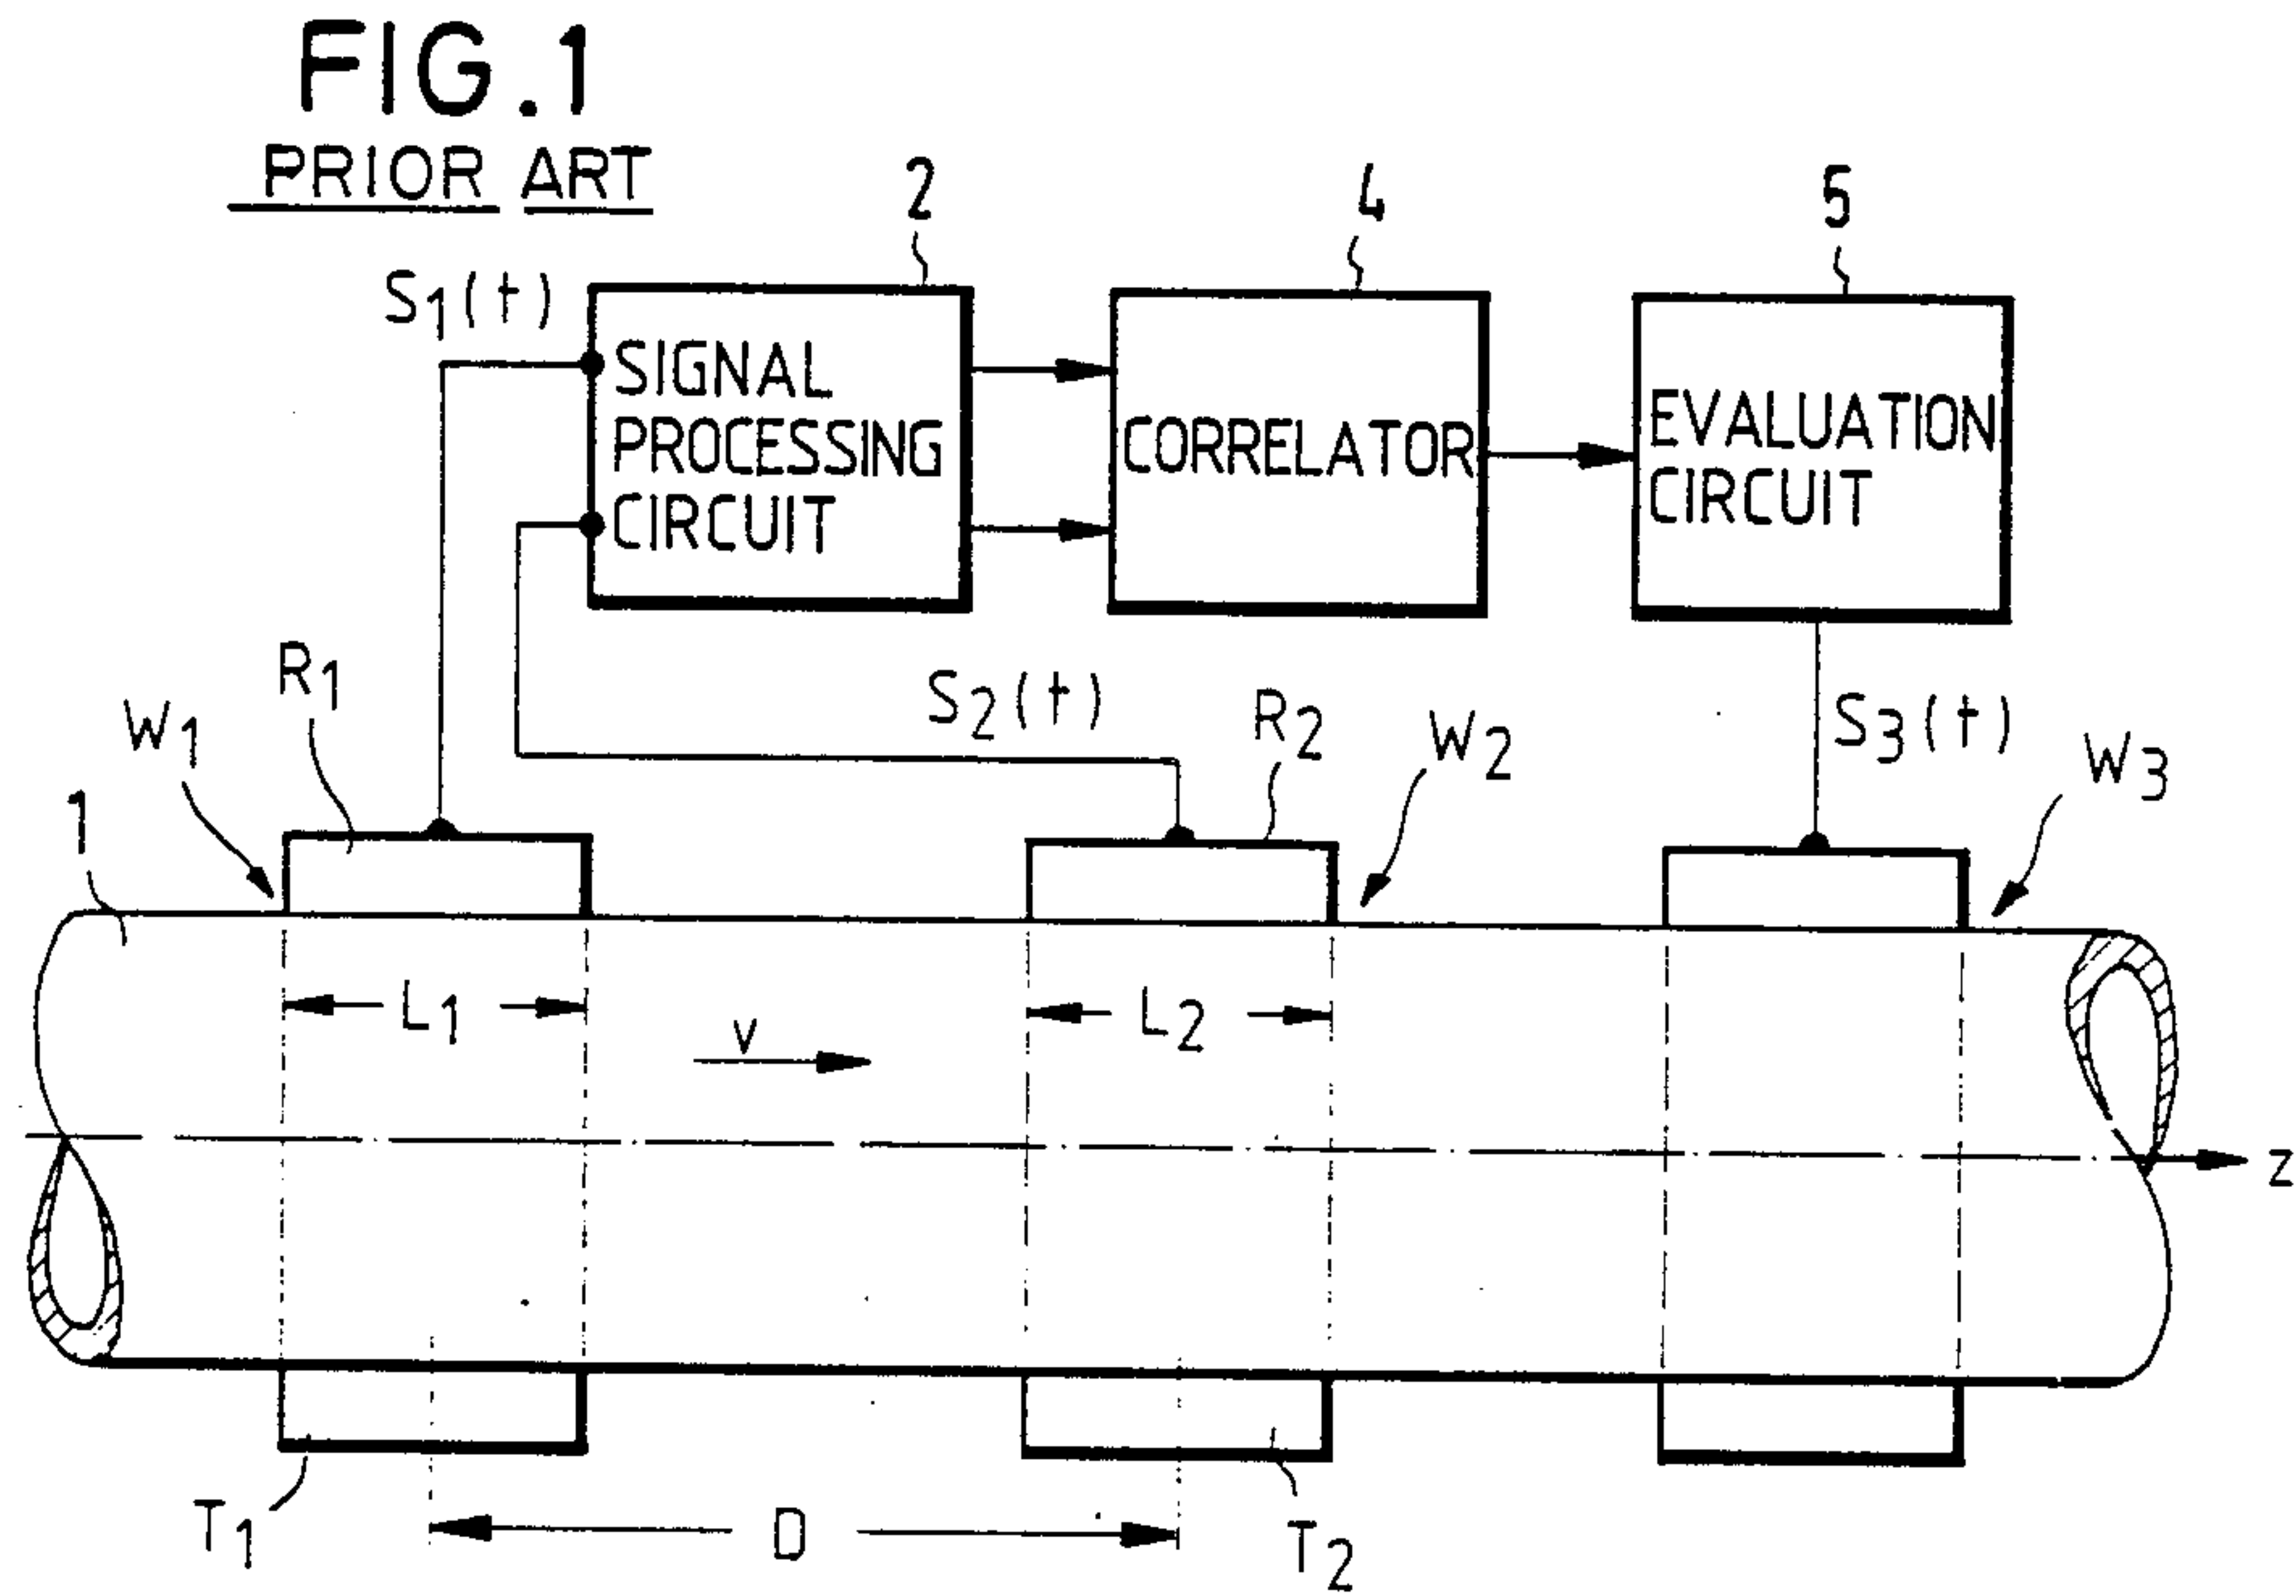 FIG.1
PRIOR ART
2
4
5
S1(t)
SIGNAL
PROCESSING
CIRCUIT
CORRELATOR
EVALUATION
CIRCUIT
R1
W1
S2(t)
R2
W2
S3(t)
W3
1
L1
L2
v
z
T1
D
T2